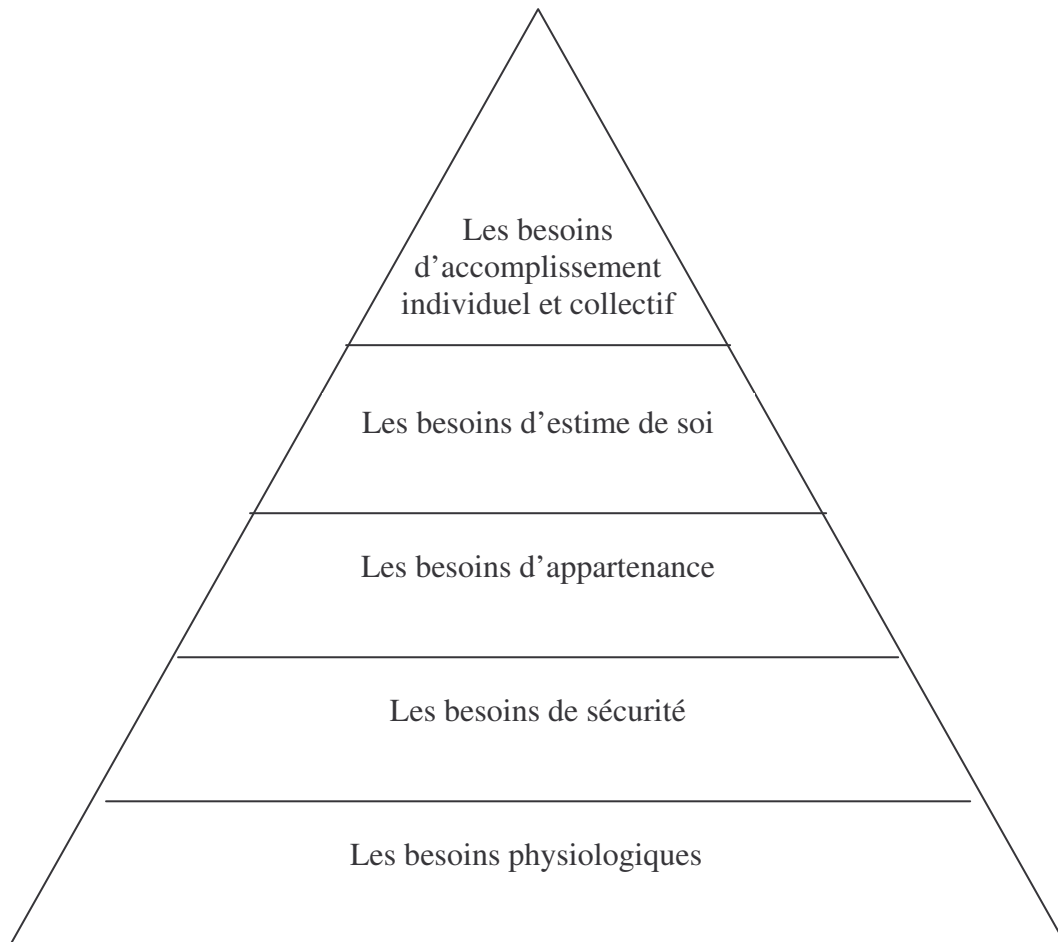 Les besoins
d’accomplissement
individuel et collectif
Les besoins d’estime de soi
Les besoins d’appartenance
Les besoins de sécurité
Les besoins physiologiques